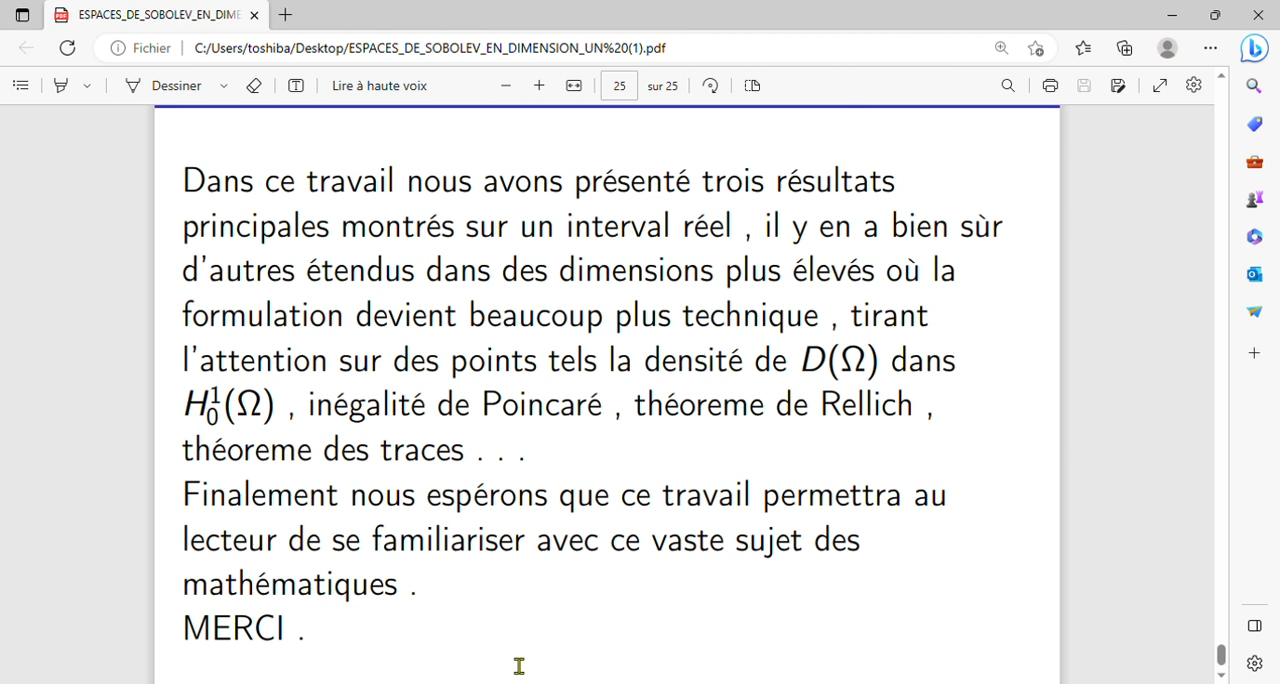 ESPACES_DE_SOBOLEV_EN_DIME
Fichier C:/Users/toshiba/Desktop/ESPACES_DE_SOBOLEV_EN_DIMENSION_UN%20(1).pdf
Dessiner Lire à haute voix 25 sur 25
Dans ce travail nous avons présenté trois résultats
principales montrés sur un interval réel , il y en a bien sùr
d'autres étendus dans des dimensions plus élevés où la
formulation devient beaucoup plus technique , tirant
l'attention sur des points tels la densité de D(Ω) dans
H₀¹(Ω) , inégalité de Poincaré , théoreme de Rellich ,
théoreme des traces . . .
Finalement nous espérons que ce travail permettra au
lecteur de se familiariser avec ce vaste sujet des
mathématiques .
MERCI .